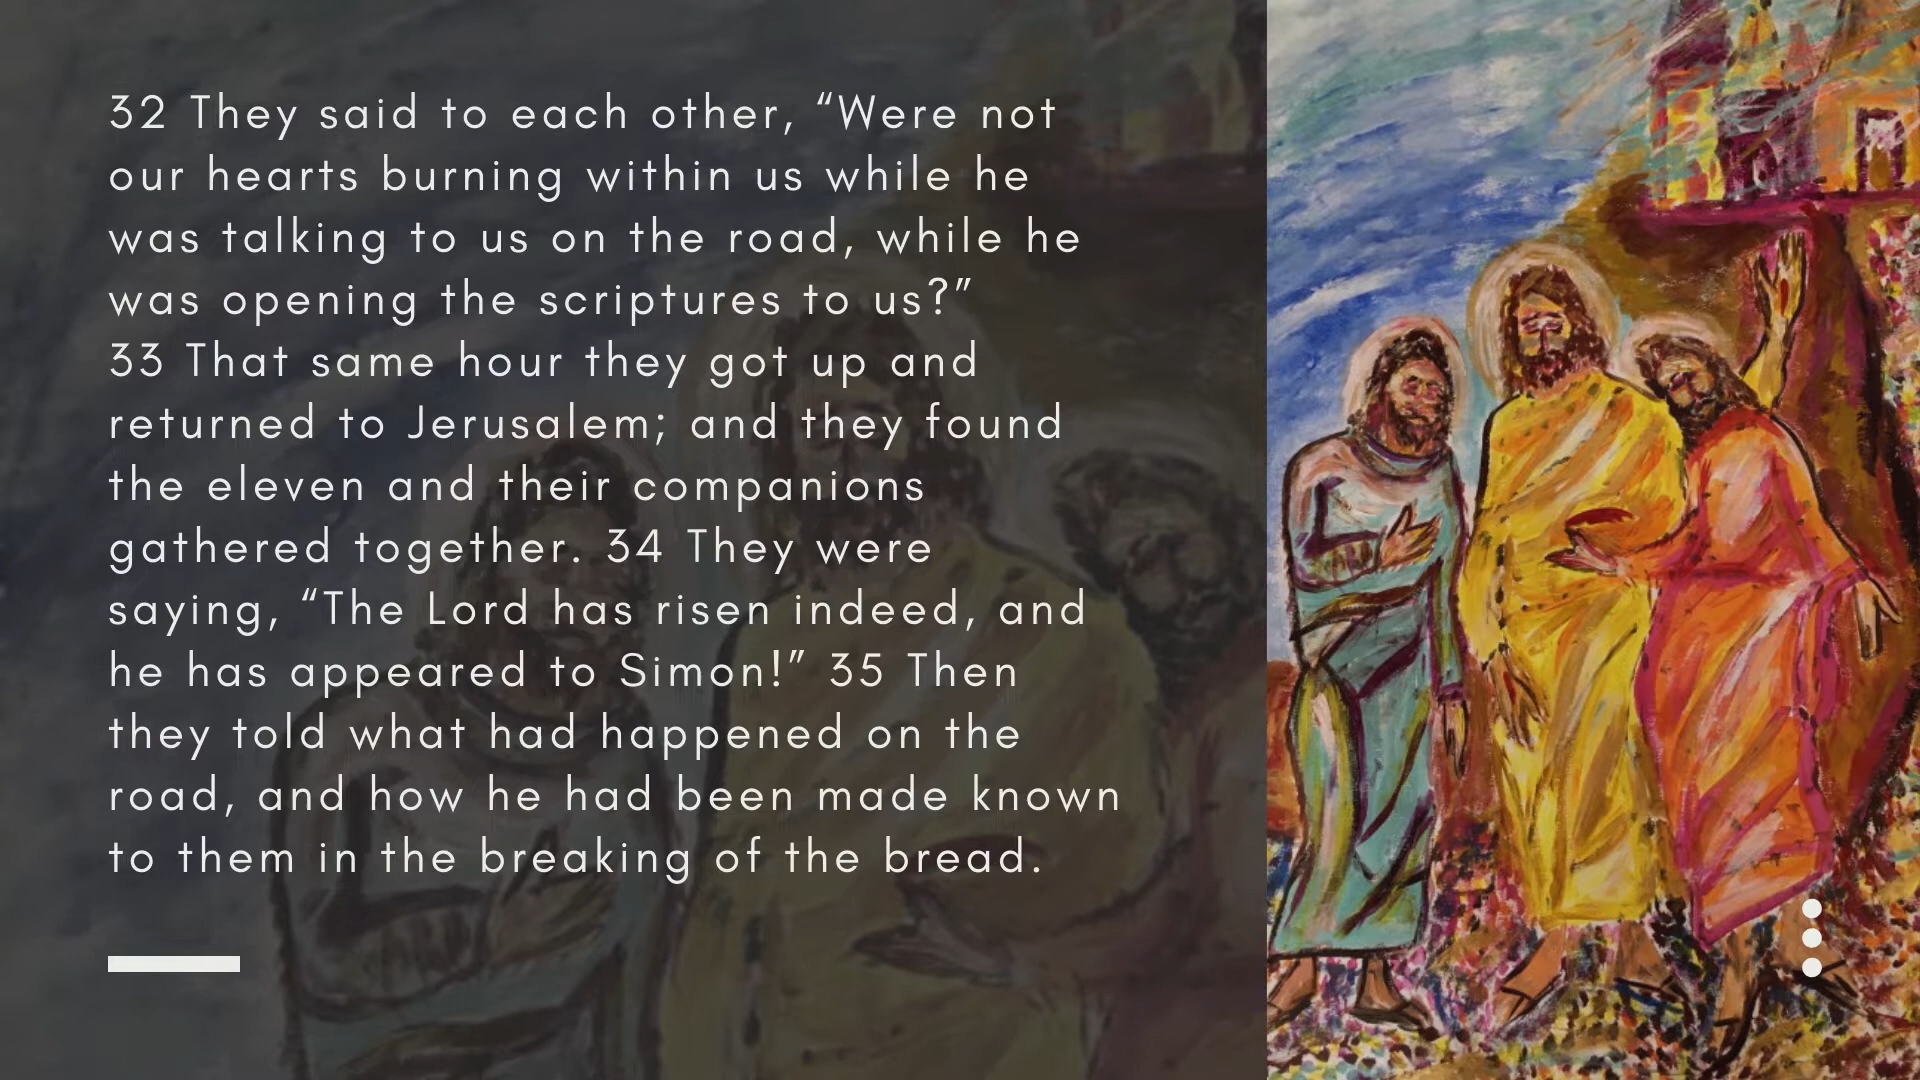 32 They said to each other, “Were not
our hearts burning within us while he
was talking to us on the road, while he
was opening the scriptures to us?”
33 That same hour they got up and
returned to Jerusalem; and they found
the eleven and their companions
gathered together. 34 They were
saying, “The Lord has risen indeed, and
he has appeared to Simon!” 35 Then
they told what had happened on the
road, and how he had been made known
to them in the breaking of the bread.